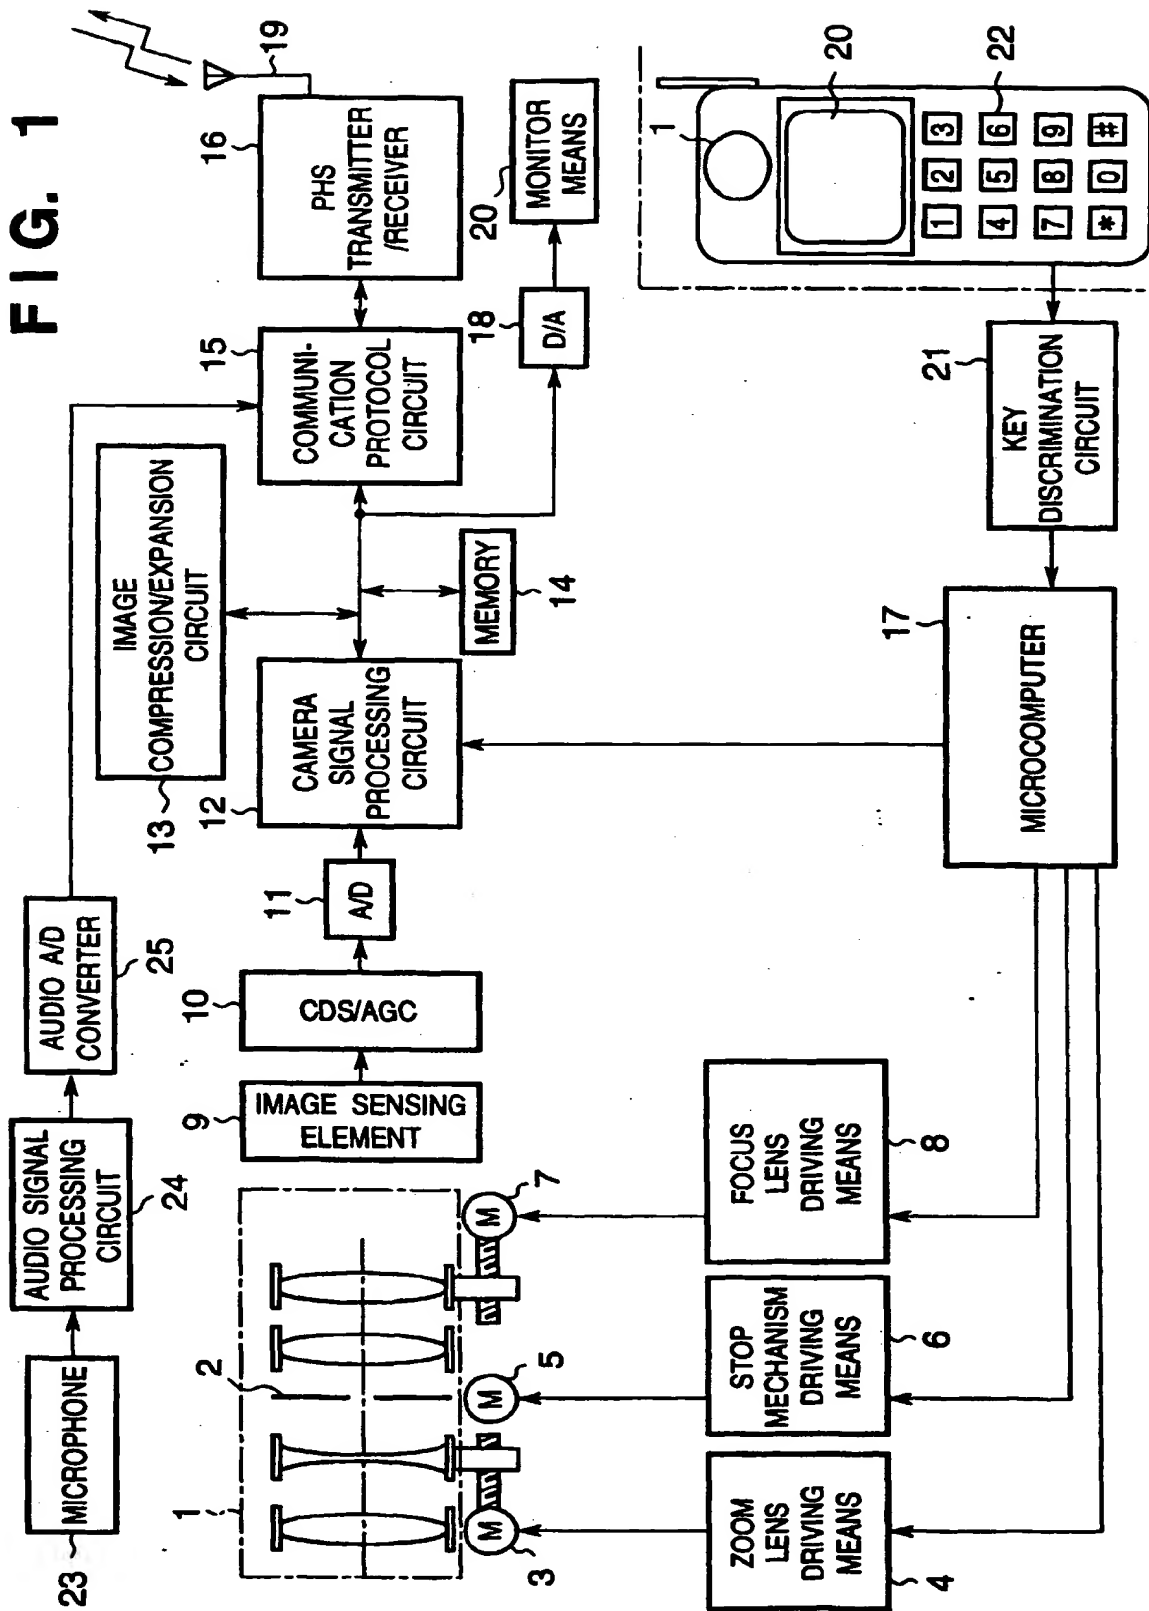 FIG. 1
MICROPHONE
23
AUDIO SIGNAL
PROCESSING
CIRCUIT
24
AUDIO A/D
CONVERTER
25
IMAGE
COMPRESSION/EXPANSION
CIRCUIT
13
1
2
3
M
5
M
7
M
9
IMAGE SENSING
ELEMENT
10
CDS/AGC
11
A/D
12
CAMERA
SIGNAL
PROCESSING
CIRCUIT
MEMORY
14
15
COMMUNI-
CATION
PROTOCOL
CIRCUIT
16
PHS
TRANSMITTER
/RECEIVER
19
18
D/A
20
MONITOR
MEANS
ZOOM
LENS
DRIVING
MEANS
4
STOP
MECHANISM
DRIVING
MEANS
6
FOCUS
LENS
DRIVING
MEANS
8
17
MICROCOMPUTER
21
KEY
DISCRIMINATION
CIRCUIT
1
20
22
1 2 3
4 5 6
7 8 9
* 0 #